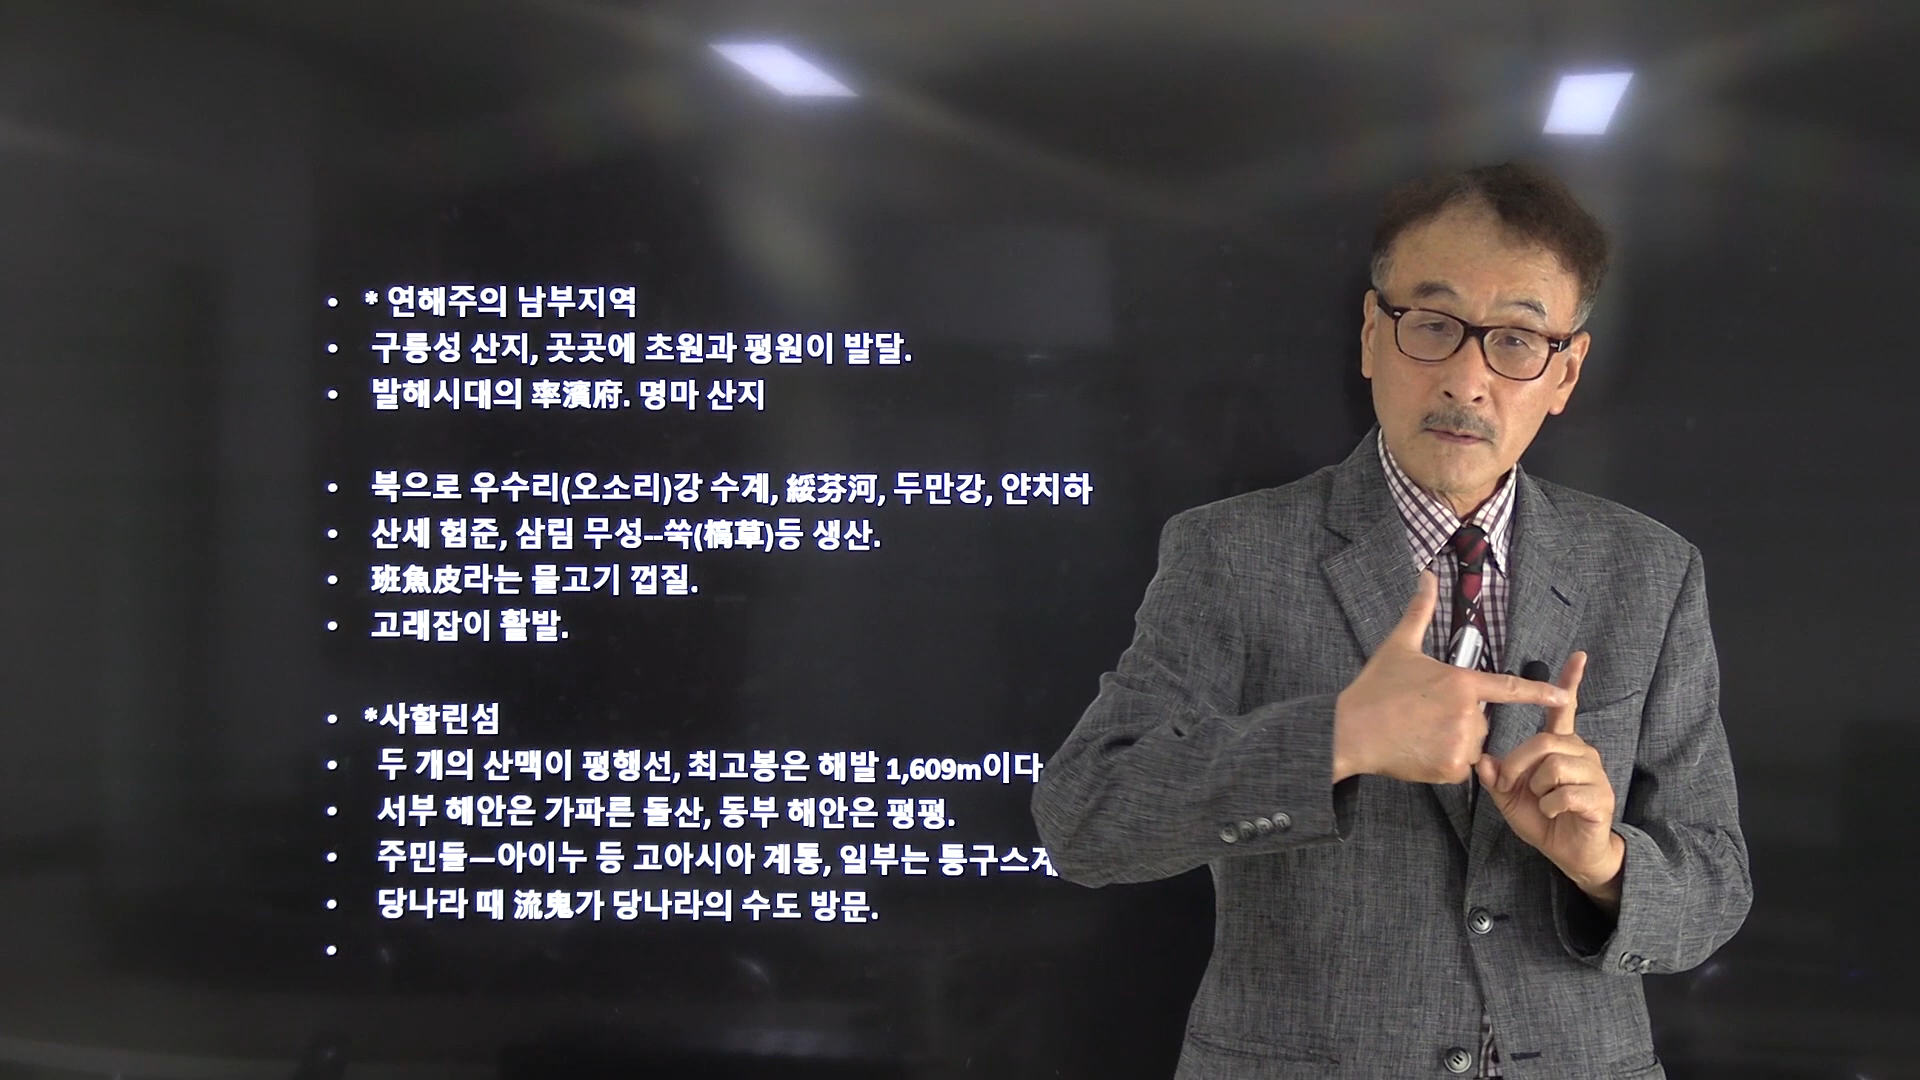 • * 연해주의 남부지역
• 구릉성 산지, 곳곳에 초원과 평원이 발달.
• 발해시대의 率濱府. 명마 산지
• 북으로 우수리(오소리)강 수계, 綏芬河, 두만강, 얀치하
• 산세 험준, 삼림 무성--쑥(槁草)등 생산.
• 班魚皮라는 물고기 껍질.
• 고래잡이 활발.
• *사할린섬
• 두 개의 산맥이 평행선, 최고봉은 해발 1,609m이다
• 서부 해안은 가파른 돌산, 동부 해안은 평평.
• 주민들—아이누 등 고아시아 계통, 일부는 퉁구스계
• 당나라 때 流鬼가 당나라의 수도 방문.
•